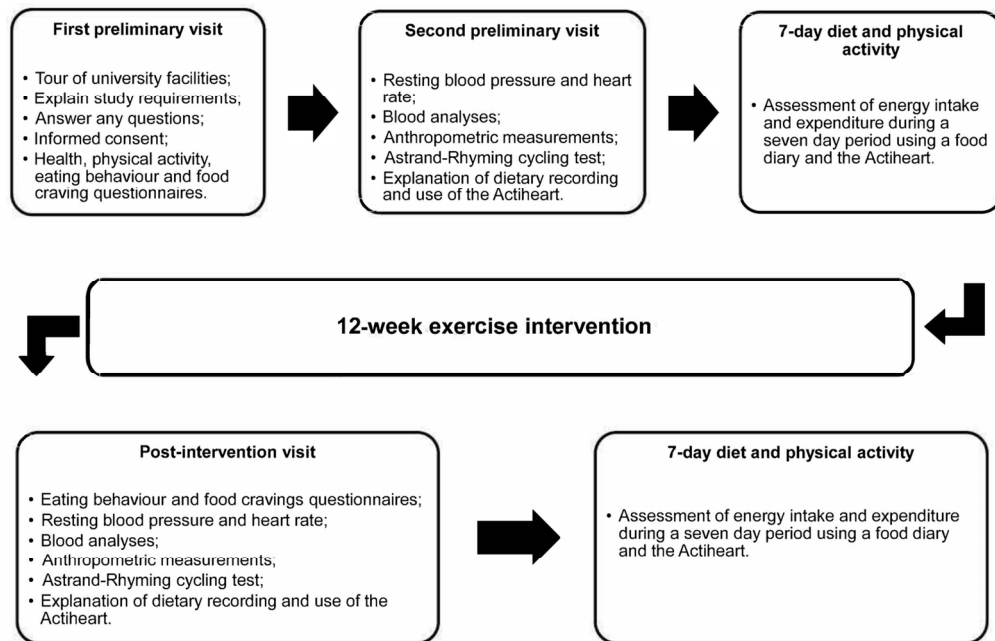 First preliminary visit
• Tour of university facilities;
• Explain study requirements;
• Answer any questions;
• Informed consent;
• Health, physical activity,
eating behaviour and food
craving questionnaires.
Second preliminary visit
• Resting blood pressure and heart
rate;
• Blood analyses;
• Anthropometric measurements;
• Astrand-Rhyming cycling test;
• Explanation of dietary recording
and use of the Actiheart.
7-day diet and physical
activity
• Assessment of energy intake
and expenditure during a
seven day period using a food
diary and the Actiheart.
12-week exercise intervention
Post-intervention visit
• Eating behaviour and food cravings questionnaires;
• Resting blood pressure and heart rate;
• Blood analyses;
• Anthropometric measurements;
• Astrand-Rhyming cycling test;
• Explanation of dietary recording and use of the
Actiheart.
7-day diet and physical activity
• Assessment of energy intake and expenditure
during a seven day period using a food diary
and the Actiheart.